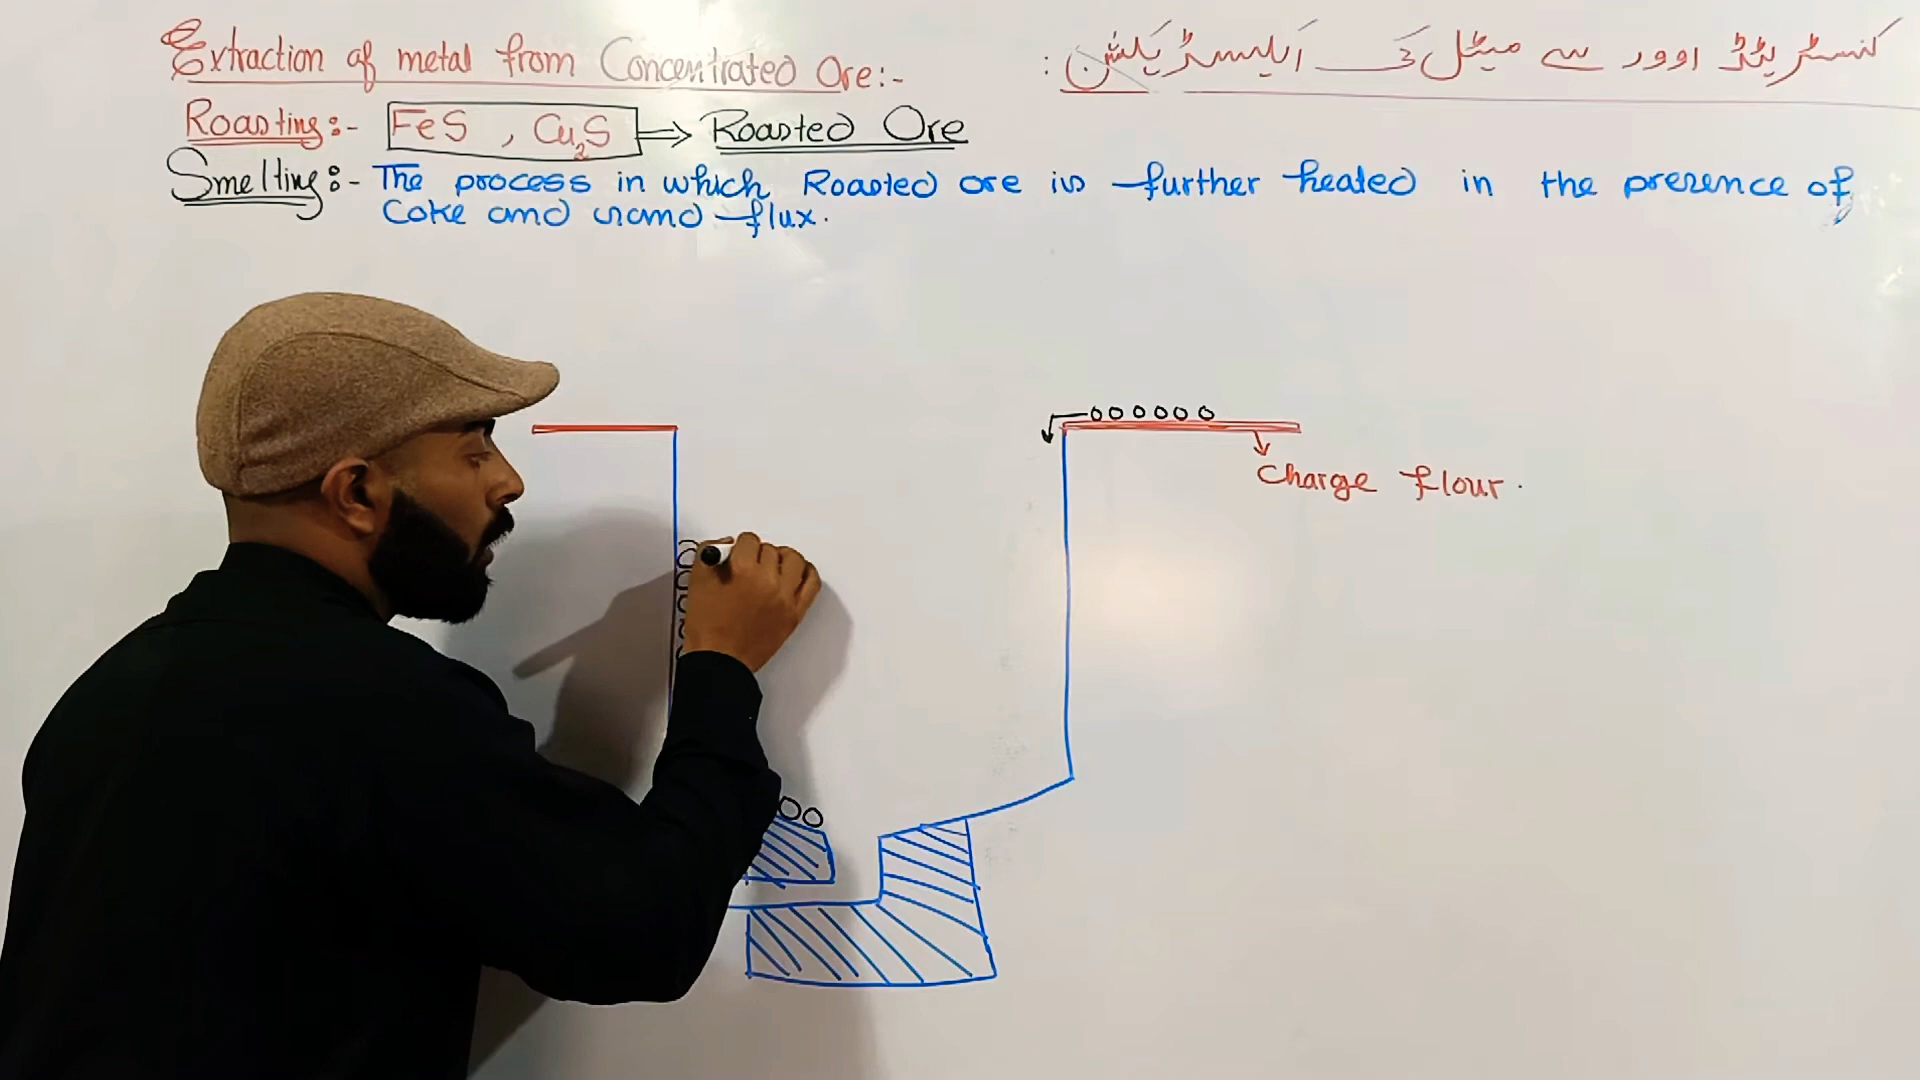 Extraction of metal from Concentrated Ore:-
کنسٹریٹڈ اوور سے میٹل کی ایکسٹریکشن :
Roasting:- FeS , Cu₂S ⇒ Roasted Ore
Smelting:- The process in which Roasted ore is further heated in the presence of
Coke and sand flux.
Charge flour.